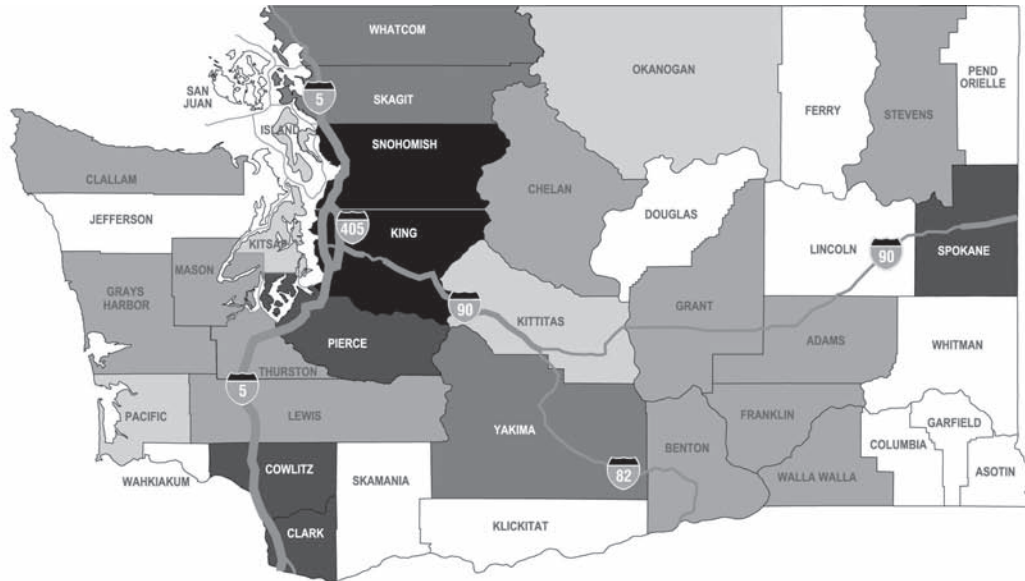 WHATCOM
OKANOGAN
PEND
ORIELLE
SAN
JUAN
5
SKAGIT
FERRY
STEVENS
ISLAND
SNOHOMISH
CLALLAM
CHELAN
JEFFERSON
DOUGLAS
405
KING
KITSAP
LINCOLN
90
SPOKANE
MASON
GRAYS
HARBOR
90
KITTITAS
GRANT
PIERCE
ADAMS
WHITMAN
THURSTON
5
PACIFIC
LEWIS
YAKIMA
FRANKLIN
GARFIELD
BENTON
COLUMBIA
COWLITZ
82
WALLA WALLA
ASOTIN
WAHKIAKUM
SKAMANIA
KLICKITAT
CLARK